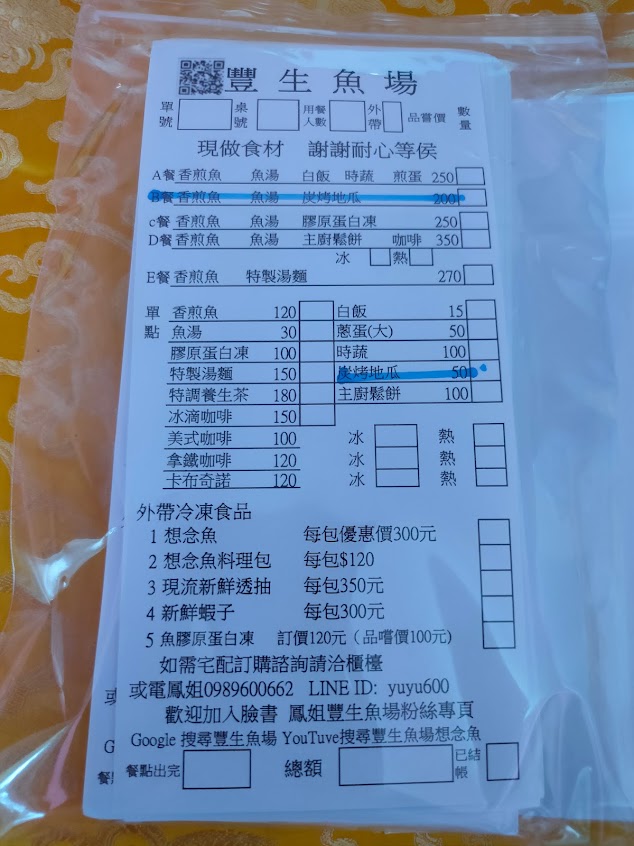 豐生魚場
單號 桌號 用餐人數 外帶 品嘗價 數量
現做食材 謝謝耐心等侯
A餐 香煎魚 魚湯 白飯 時蔬 煎蛋 250
B餐 香煎魚 魚湯 炭烤地瓜 200
c餐 香煎魚 魚湯 膠原蛋白凍 250
D餐 香煎魚 魚湯 主廚鬆餅 咖啡 350
冰 熱
E餐 香煎魚 特製湯麵 270
單點
香煎魚 120 白飯 15
魚湯 30 蔥蛋(大) 50
膠原蛋白凍 100 時蔬 100
特製湯麵 150 炭烤地瓜 50
特調養生茶 180 主廚鬆餅 100
冰滴咖啡 150
美式咖啡 100 冰 熱
拿鐵咖啡 120 冰 熱
卡布奇諾 120 冰 熱
外帶冷凍食品
1 想念魚 每包優惠價300元
2 想念魚料理包 每包$120
3 現流新鮮透抽 每包350元
4 新鮮蝦子 每包300元
5 魚膠原蛋白凍 訂價120元（品嚐價100元)
如需宅配訂購諮詢請洽櫃檯
或電鳳姐0989600662 LINE ID: yuyu600
歡迎加入臉書 鳳姐豐生魚場粉絲專頁
Google 搜尋豐生魚場 YouTuve搜尋豐生魚場想念魚
餐點出完 總額 已結帳